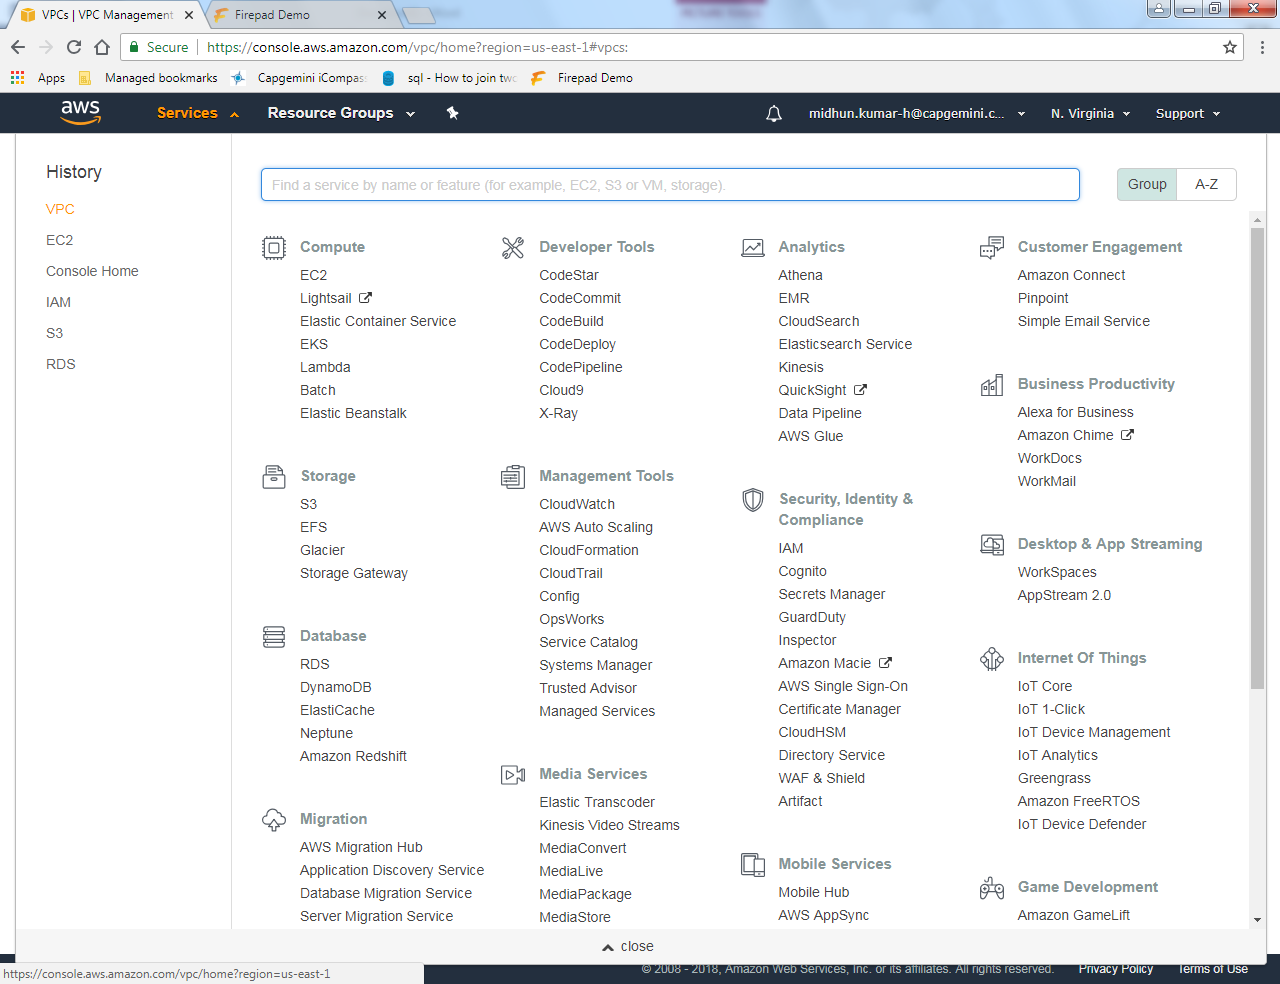 VPCs | VPC Management
Firepad Demo
Secure
https://console.aws.amazon.com/vpc/home?region=us-east-1#vpcs:
Apps
Managed bookmarks
Capgemini iCompas
sql - How to join two
Firepad Demo
aws
Services
Resource Groups
midhun.kumar-h@capgemini.c...
N. Virginia
Support
History
VPC
EC2
Console Home
IAM
S3
RDS
Find a service by name or feature (for example, EC2, S3 or VM, storage).
Group
A-Z
Compute
EC2
Lightsail
Elastic Container Service
EKS
Lambda
Batch
Elastic Beanstalk
Storage
S3
EFS
Glacier
Storage Gateway
Database
RDS
DynamoDB
ElastiCache
Neptune
Amazon Redshift
Migration
AWS Migration Hub
Application Discovery Service
Database Migration Service
Server Migration Service
Developer Tools
CodeStar
CodeCommit
CodeBuild
CodeDeploy
CodePipeline
Cloud9
X-Ray
Management Tools
CloudWatch
AWS Auto Scaling
CloudFormation
CloudTrail
Config
OpsWorks
Service Catalog
Systems Manager
Trusted Advisor
Managed Services
Media Services
Elastic Transcoder
Kinesis Video Streams
MediaConvert
MediaLive
MediaPackage
MediaStore
Analytics
Athena
EMR
CloudSearch
Elasticsearch Service
Kinesis
QuickSight
Data Pipeline
AWS Glue
Security, Identity &
Compliance
IAM
Cognito
Secrets Manager
GuardDuty
Inspector
Amazon Macie
AWS Single Sign-On
Certificate Manager
CloudHSM
Directory Service
WAF & Shield
Artifact
Mobile Services
Mobile Hub
AWS AppSync
Customer Engagement
Amazon Connect
Pinpoint
Simple Email Service
Business Productivity
Alexa for Business
Amazon Chime
WorkDocs
WorkMail
Desktop & App Streaming
WorkSpaces
AppStream 2.0
Internet Of Things
IoT Core
IoT 1-Click
IoT Device Management
IoT Analytics
Greengrass
Amazon FreeRTOS
IoT Device Defender
Game Development
Amazon GameLift
close
https://console.aws.amazon.com/vpc/home?region=us-east-1
© 2008 - 2018, Amazon Web Services, Inc. or its affiliates. All rights reserved.
Privacy Policy
Terms of Use